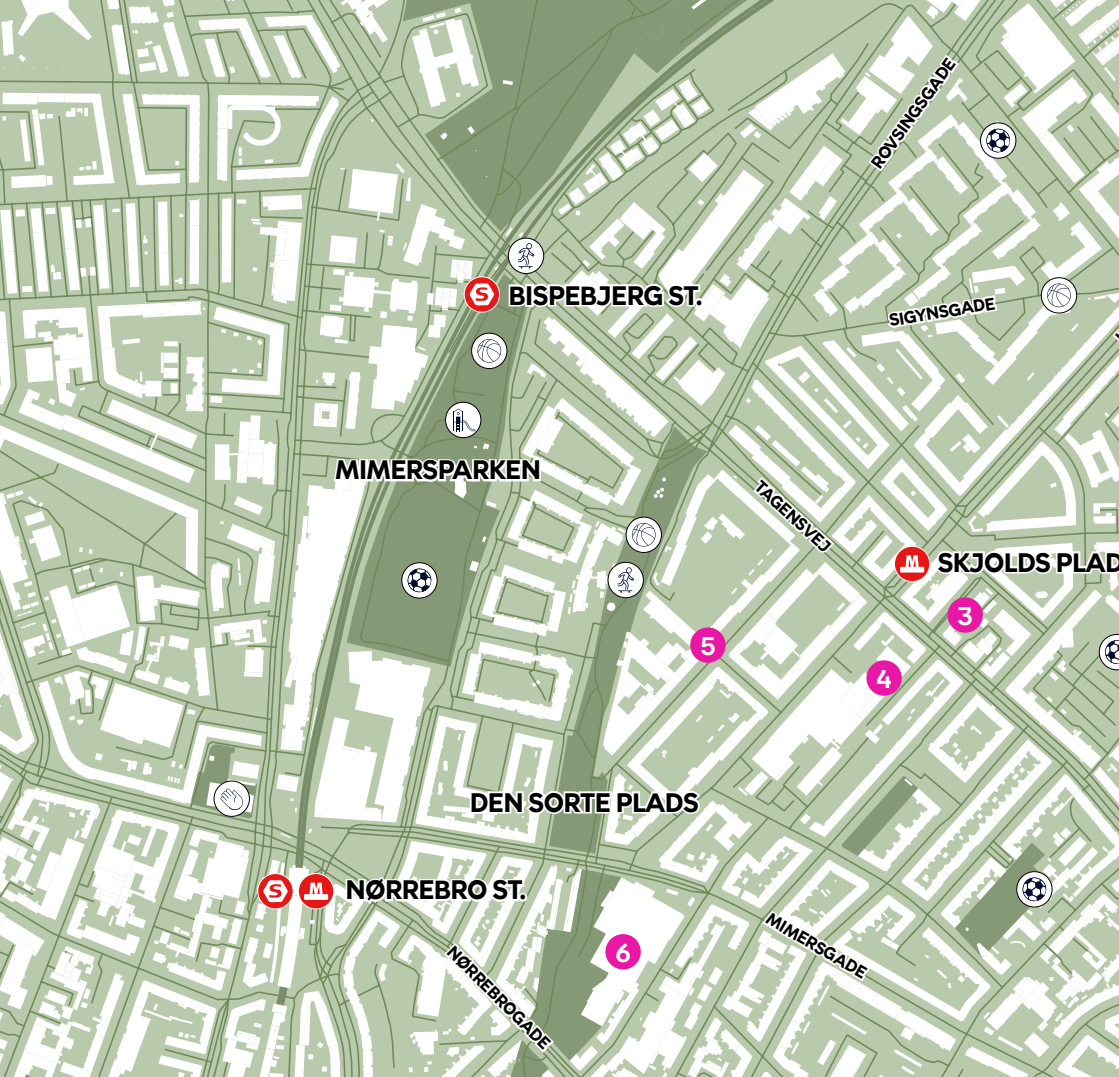 ROVSINGSGADE
S BISPEBJERG ST.
SIGYNSGADE
MIMERSPARKEN
TAGENSVEJ
M SKJOLDS PLAD
3
5
4
DEN SORTE PLADS
S M NØRREBRO ST.
MIMERSGADE
6
NØRREBROGADE